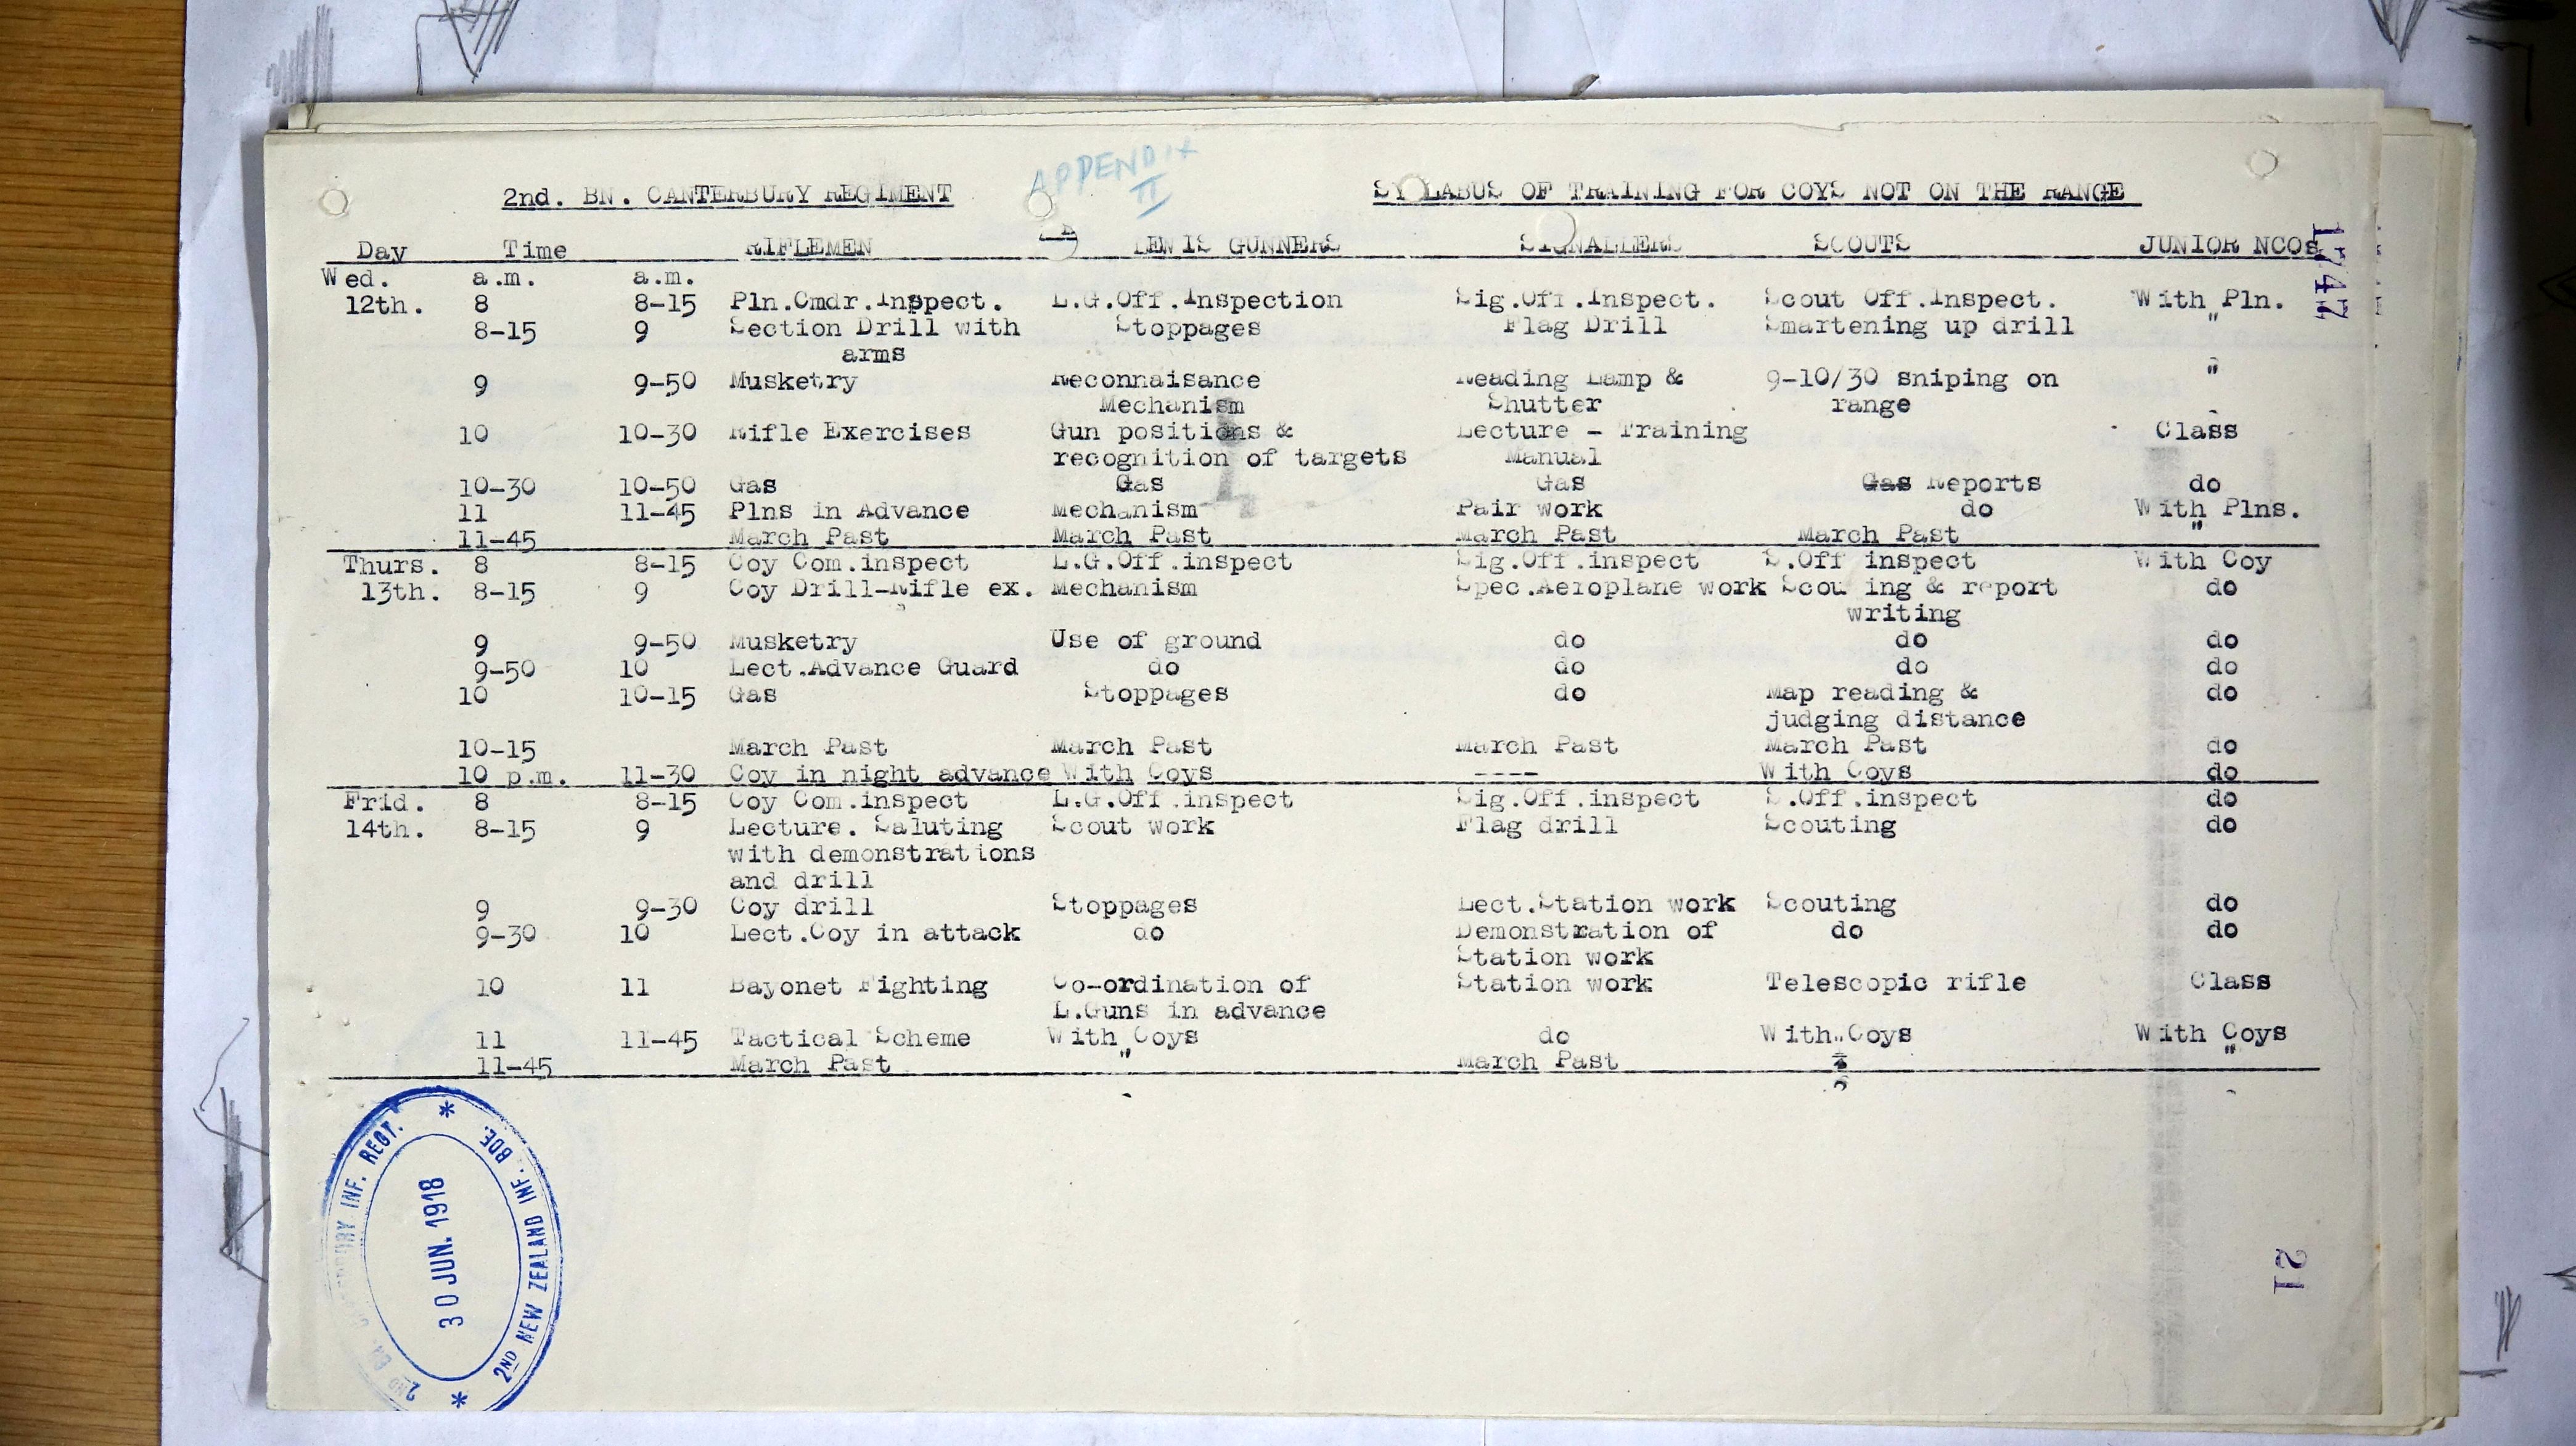 APPENDIX
II
2nd. BN. CANTERBURY REGIMENT SYLLABUS OF TRAINING FOR COYS NOT ON THE RANGE
Day Time RIFLEMEN LEWIS GUNNERS SIGNALLERS SCOUTS JUNIOR NCOs
Wed. a.m. a.m.
12th. 8 8-15 Pln.Cmdr.Inspect. L.G.Off.Inspection Sig.Off.Inspect. Scout Off.Inspect. With Pln.
8-15 9 Section Drill with Stoppages Flag Drill Smartening up drill "
arms
9 9-50 Musketry Reconnaisance Reading Lamp & 9-10/30 sniping on "
Mechanism Shutter range
10 10-30 Rifle Exercises Gun positions & Lecture - Training Class
recognition of targets Manual
10-30 10-50 Gas Gas Gas Gas Reports do
11 11-45 Plns in Advance Mechanism Pair work do With Plns.
11-45 March Past March Past March Past March Past "
Thurs. 8 8-15 Coy Com.inspect L.G.Off.inspect Sig.Off.inspect S.Off inspect With Coy
13th. 8-15 9 Coy Drill-Rifle ex. Mechanism Spec.Aeroplane work Scouting & report do
writing
9 9-50 Musketry Use of ground do do do
9-50 10 Lect.Advance Guard do do do do
10 10-15 Gas Stoppages do Map reading & do
judging distance
10-15 March Past March Past March Past March Past do
10 p.m. 11-30 Coy in night advance With Coys ---- With Coys do
Frid. 8 8-15 Coy Com.inspect L.G.Off.inspect Sig.Off.inspect S.Off.inspect do
14th. 8-15 9 Lecture. Saluting Scout work Flag drill Scouting do
with demonstrations
and drill
9 9-30 Coy drill Stoppages Lect.Station work Scouting do
9-30 10 Lect.Coy in attack do Demonstration of do do
Station work
10 11 Bayonet Fighting Co-ordination of Station work Telescopic rifle Class
L.Guns in advance
11 11-45 Tactical Scheme With Coys do With Coys With Coys
11-45 March Past " March Past "
1747
21
2ND BN. CANTERBURY INF. REGT.
30 JUN. 1918
2ND NEW ZEALAND INF. BDE.